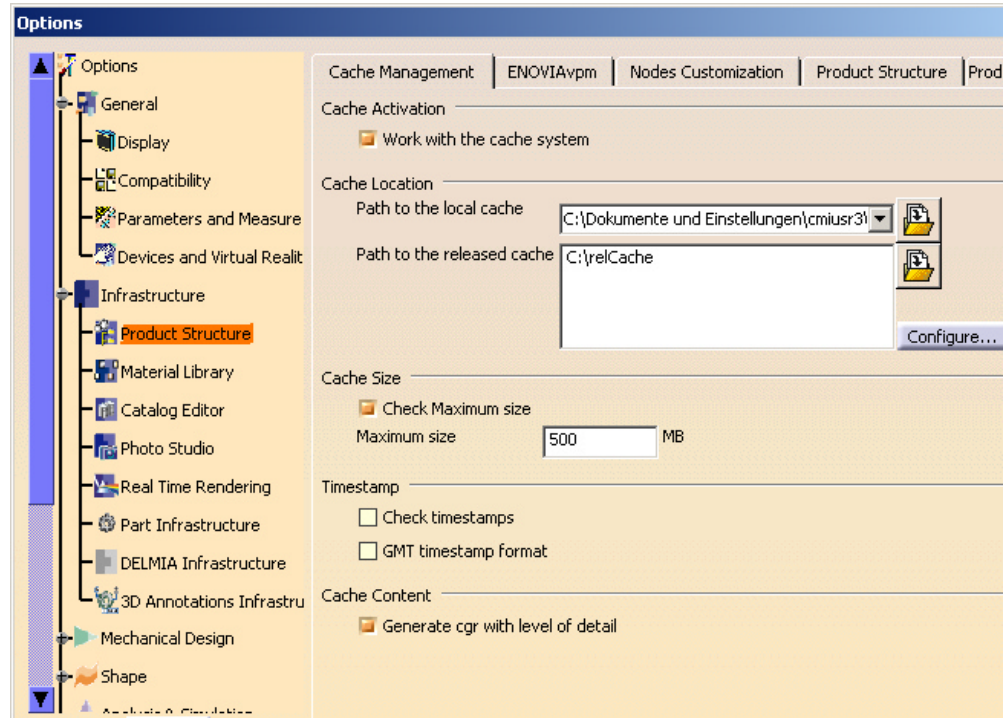 Options
Options
General
Display
Compatibility
Parameters and Measure
Devices and Virtual Realit
Infrastructure
Product Structure
Material Library
Catalog Editor
Photo Studio
Real Time Rendering
Part Infrastructure
DELMIA Infrastructure
3D Annotations Infrastru
Mechanical Design
Shape
Analysis & Simulation
Cache Management ENOVIAvpm Nodes Customization Product Structure Prod
Cache Activation
Work with the cache system
Cache Location
Path to the local cache C:\Dokumente und Einstellungen\cmiusr3\
Path to the released cache C:\relCache
Configure...
Cache Size
Check Maximum size
Maximum size 500 MB
Timestamp
Check timestamps
GMT timestamp format
Cache Content
Generate cgr with level of detail